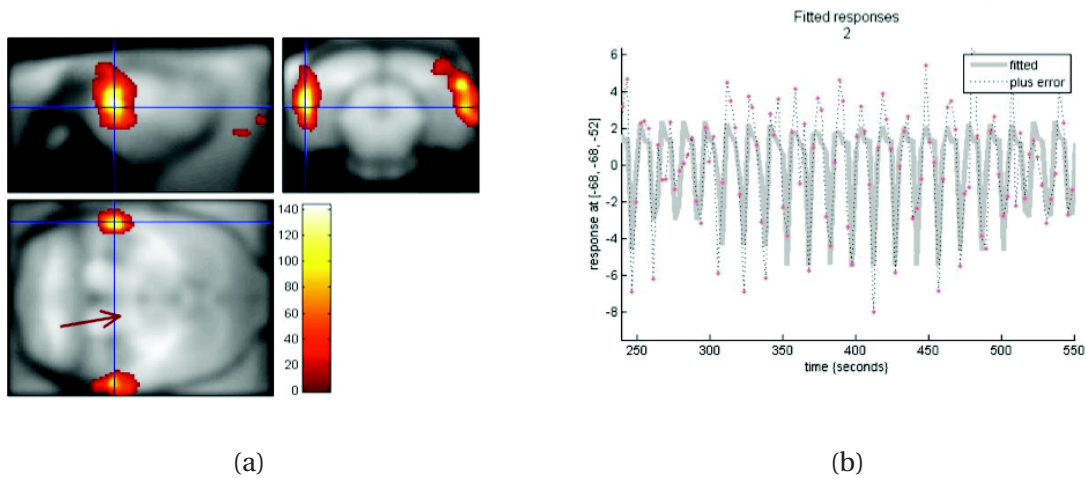 140
120
100
80
60
40
20
0
(a)
Fitted responses
2
fitted
plus error
6
4
2
0
-2
-4
-6
-8
response at [-68, -68, -52]
250 300 350 400 450 500 550
time {seconds}
(b)